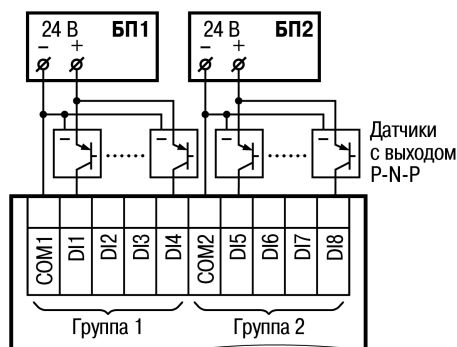 24 В БП1
– +
24 В БП2
– +
– –
– –
Датчики
с выходом
P-N-P
COM1 DI1 DI2 DI3 DI4 COM2 DI5 DI6 DI7 DI8
Группа 1
Группа 2